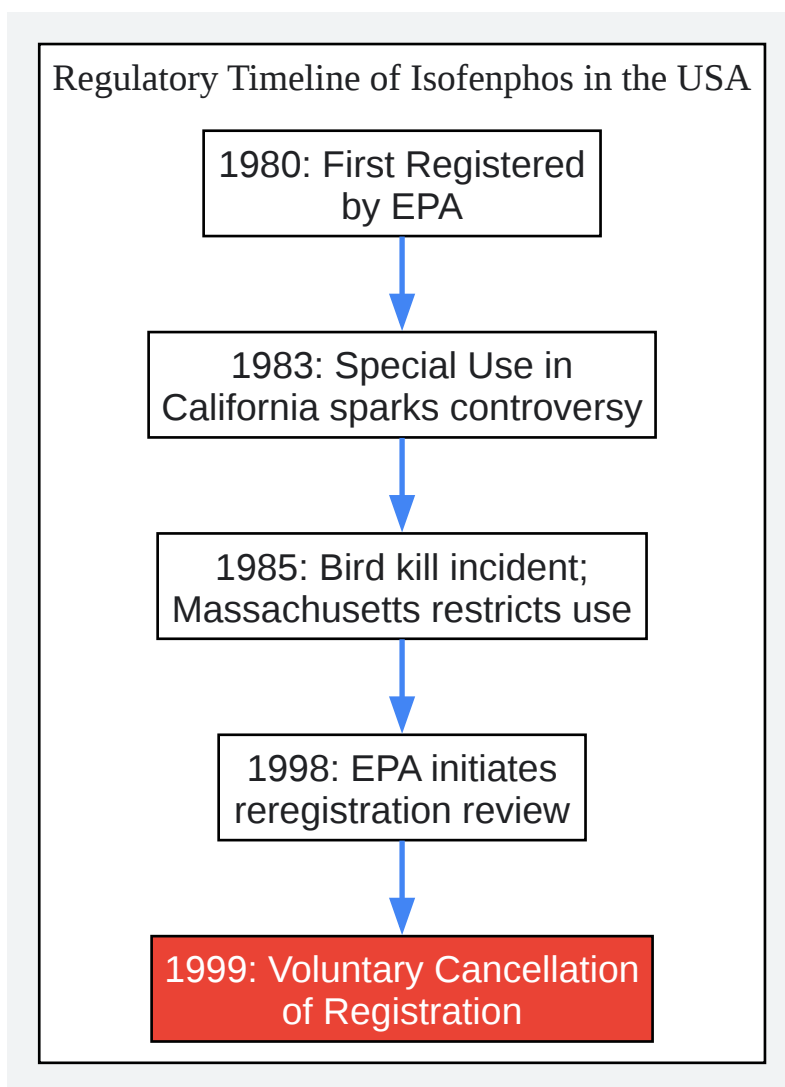 Regulatory Timeline of Isofenphos in the USA
1980: First Registered
by EPA
1983: Special Use in
California sparks controversy
1985: Bird kill incident;
Massachusetts restricts use
1998: EPA initiates
reregistration review
1999: Voluntary Cancellation
of Registration